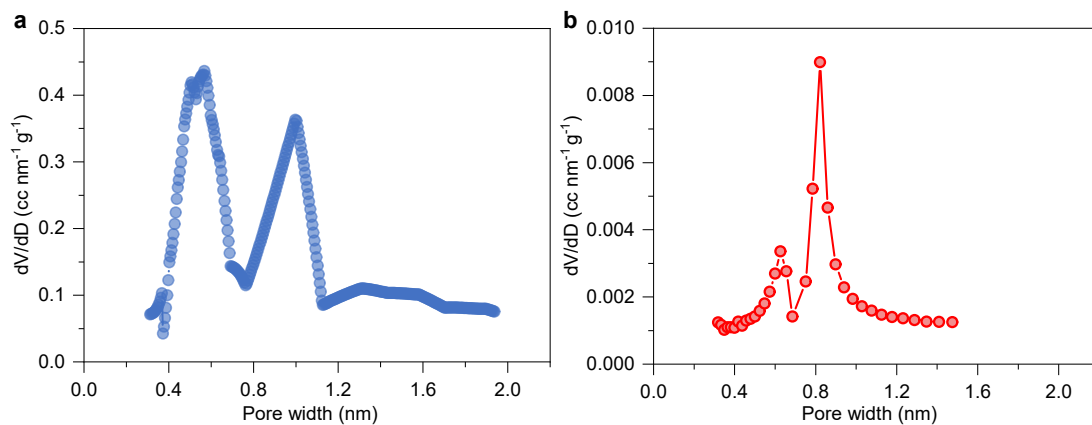 a
0.5
0.4
0.3
0.2
0.1
0.0
dV/dD (cc nm⁻¹ g⁻¹)
0.0 0.4 0.8 1.2 1.6 2.0
Pore width (nm)
b
0.010
0.008
0.006
0.004
0.002
0.000
dV/dD (cc nm⁻¹ g⁻¹)
0.0 0.4 0.8 1.2 1.6 2.0
Pore width (nm)